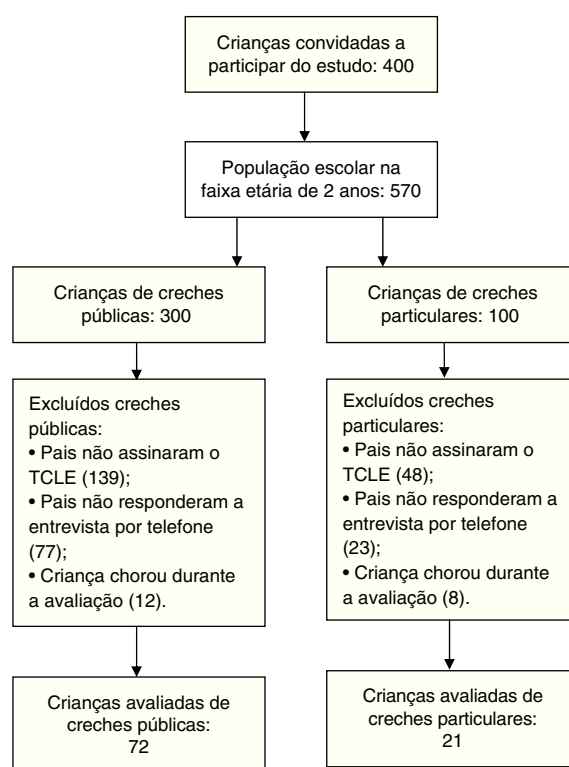 Crianças convidadas a
participar do estudo: 400
População escolar na
faixa etária de 2 anos: 570
Crianças de creches
públicas: 300
Crianças de creches
particulares: 100
Excluídos creches
públicas:
• Pais não assinaram o
TCLE (139);
• Pais não responderam a
entrevista por telefone
(77);
• Criança chorou durante
a avaliação (12).
Excluídos creches
particulares:
• Pais não assinaram o
TCLE (48);
• Pais não responderam a
entrevista por telefone
(23);
• Criança chorou durante
a avaliação (8).
Crianças avaliadas de
creches públicas:
72
Crianças avaliadas de
creches particulares:
21